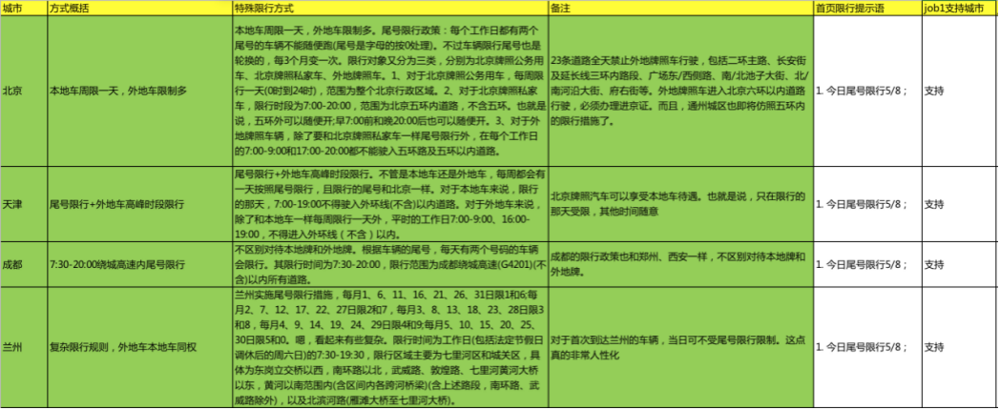 城市 方式概括 特殊限行方式 备注 首页限行提示语 job1支持城市
北京
本地车周限一天，外地车限制多
本地车周限一天，外地车限制多。尾号限行政策：每个工作日都有两个
尾号的车辆不能随便跑(尾号是字母的按0处理)。不过车辆限行尾号也是
轮换的，每3个月变一次。限行对象又分为三类，分别为北京牌照公务用
车、北京牌照私家车、外地牌照车。1、对于北京牌照公务用车，每周限
行一天(0时到24时)，范围为整个北京行政区域。2、对于北京牌照私家
车，限行时段为7:00-20:00，范围为北京五环内道路，不含五环。也就是
说，五环外可以随便开;早7:00前和晚20:00后也可以随便开。3、对于外
地牌照车辆，除了要和北京牌照私家车一样尾号限行外，在每个工作日
的7:00-9:00和17:00-20:00都不能驶入五环路及五环以内道路。
23条道路全天禁止外地牌照车行驶，包括二环主路、长安街
及延长线三环内路段、广场东/西侧路、南/北池子大街、北/
南河沿大街、府右街等。外地牌照车进入北京六环以内道路
行驶，必须办理进京证。而且，通州城区也即将仿照五环内
的限行措施了。
1. 今日尾号限行5/8；
支持
天津
尾号限行+外地车高峰时段限行
尾号限行+外地车高峰时段限行。不管是本地车还是外地车，每周都会有
一天按照尾号限行，且限行的尾号和北京一样。对于本地车来说，限行
的那天，7:00-19:00不得驶入外环线(不含)以内道路。对于外地车来说，
除了和本地车一样每周限行一天外，平时的工作日7:00-9:00、16:00-
19:00，不得进入外环线（不含）以内。
北京牌照汽车可以享受本地车待遇。也就是说，只在限行的
那天受限，其他时间随意
1. 今日尾号限行5/8；
支持
成都
7:30-20:00绕城高速内尾号限行
不区别对待本地牌和外地牌。根据车辆的尾号，每天有两个号码的车辆
会限行。其限行时间为7:30-20:00，限行范围为成都绕城高速(G4201)(不
含)以内所有道路。
成都的限行政策也和郑州、西安一样，不区别对待本地牌和
外地牌。
1. 今日尾号限行5/8；
支持
兰州
复杂限行规则，外地车本地车同权
兰州实施尾号限行措施，每月1、6、11、16、21、26、31日限1和6;每
月2、7、12、17、22、27日限2和7，每月3、8、13、18、23、28日限3
和8，每月4、9、14、19、24、29日限4和9;每月5、10、15、20、25、
30日限5和0。嗯，看起来有些复杂。限行时间为工作日(包括法定节假日
调休后的周六日)的7:30-19:30，限行区域主要为七里河区和城关区，具
体为东岗立交桥以西，南环路以北，武威路、敦煌路、七里河黄河大桥
以东，黄河以南范围内(含区间内各跨河桥梁)(含上述路段，南环路、武
威路除外)，以及北滨河路(雁滩大桥至七里河大桥)。
对于首次到达兰州的车辆，当日可不受尾号限行限制。这点
真的非常人性化
1. 今日尾号限行5/8；
支持